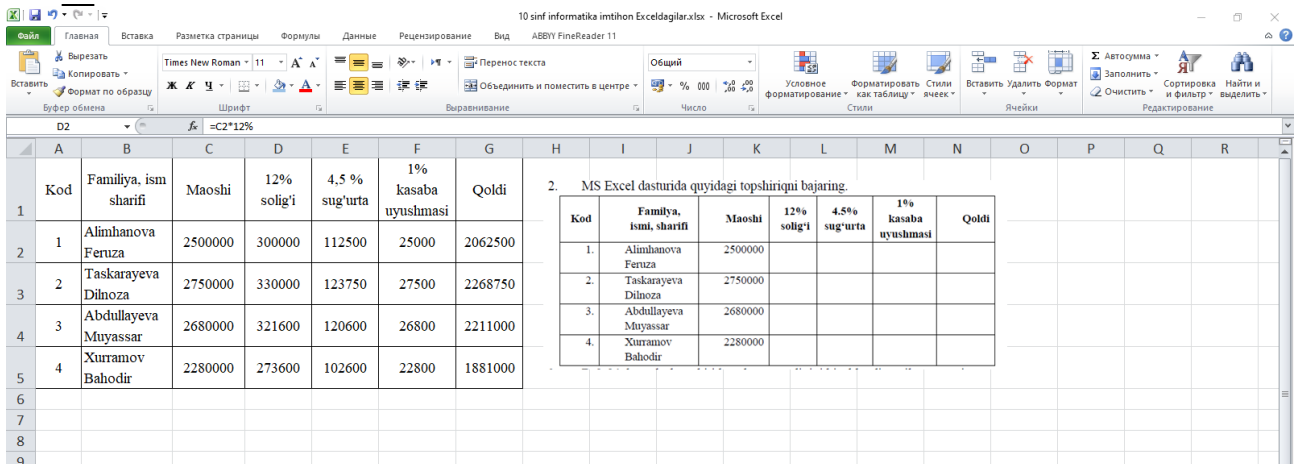 10 sinf informatika imtihon Exceldagilar.xlsx - Microsoft Excel
Файл Главная Вставка Разметка страницы Формулы Данные Рецензирование Вид ABBYY FineReader 11
Вставить
Вырезать
Копировать
Формат по образцу
Буфер обмена
Times New Roman 11
Ж К Ч
Шрифт
Перенос текста
Объединить и поместить в центре
Выравнивание
Общий
% 000
Число
Условное форматирование
Форматировать как таблицу
Стили ячеек
Стили
Вставить Удалить Формат
Ячейки
Σ Автосумма
Заполнить
Очистить
Сортировка и фильтр
Найти и выделить
Редактирование
D2 fx =C2*12%
A B C D E F G H I J K L M N O P Q R
1 Kod Familiya, ism sharifi Maoshi 12% solig'i 4,5 % sug'urta 1% kasaba uyushmasi Qoldi
2 1 Alimhanova Feruza 2500000 300000 112500 25000 2062500
3 2 Taskarayeva Dilnoza 2750000 330000 123750 27500 2268750
4 3 Abdullayeva Muyassar 2680000 321600 120600 26800 2211000
5 4 Xurramov Bahodir 2280000 273600 102600 22800 1881000
6
7
8
9
2. MS Excel dasturida quyidagi topshiriqni bajaring.
Kod Familya, ismi, sharifi Maoshi 12% solig‘i 4.5% sug‘urta 1% kasaba uyushmasi Qoldi
1. Alimhanova Feruza 2500000
2. Taskarayeva Dilnoza 2750000
3. Abdullayeva Muyassar 2680000
4. Xurramov Bahodir 2280000